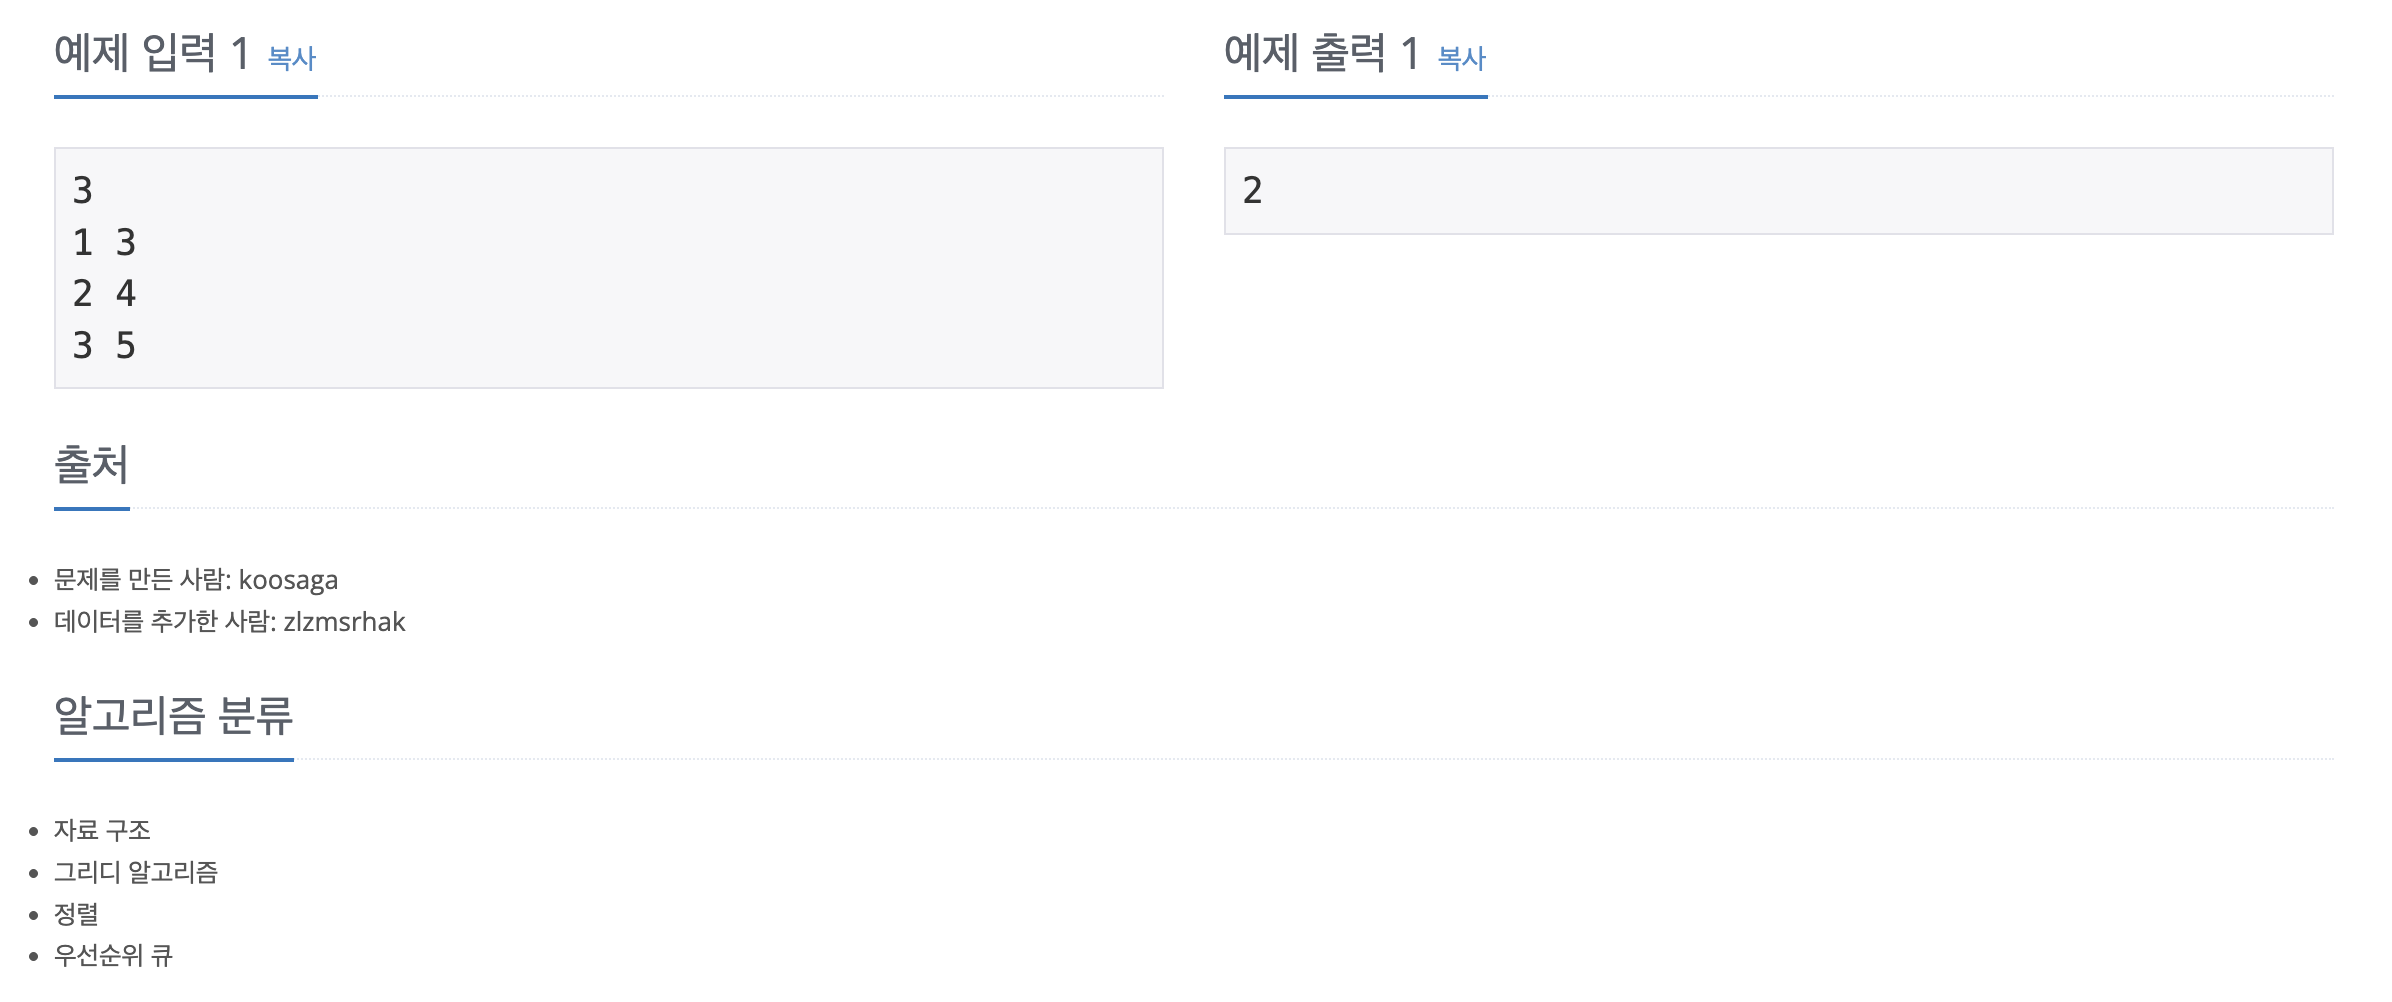 예제 입력 1 복사
3
1 3
2 4
3 5
예제 출력 1 복사
2
출처
문제를 만든 사람: koosaga
데이터를 추가한 사람: zlzmsrhak
알고리즘 분류
자료 구조
그리디 알고리즘
정렬
우선순위 큐